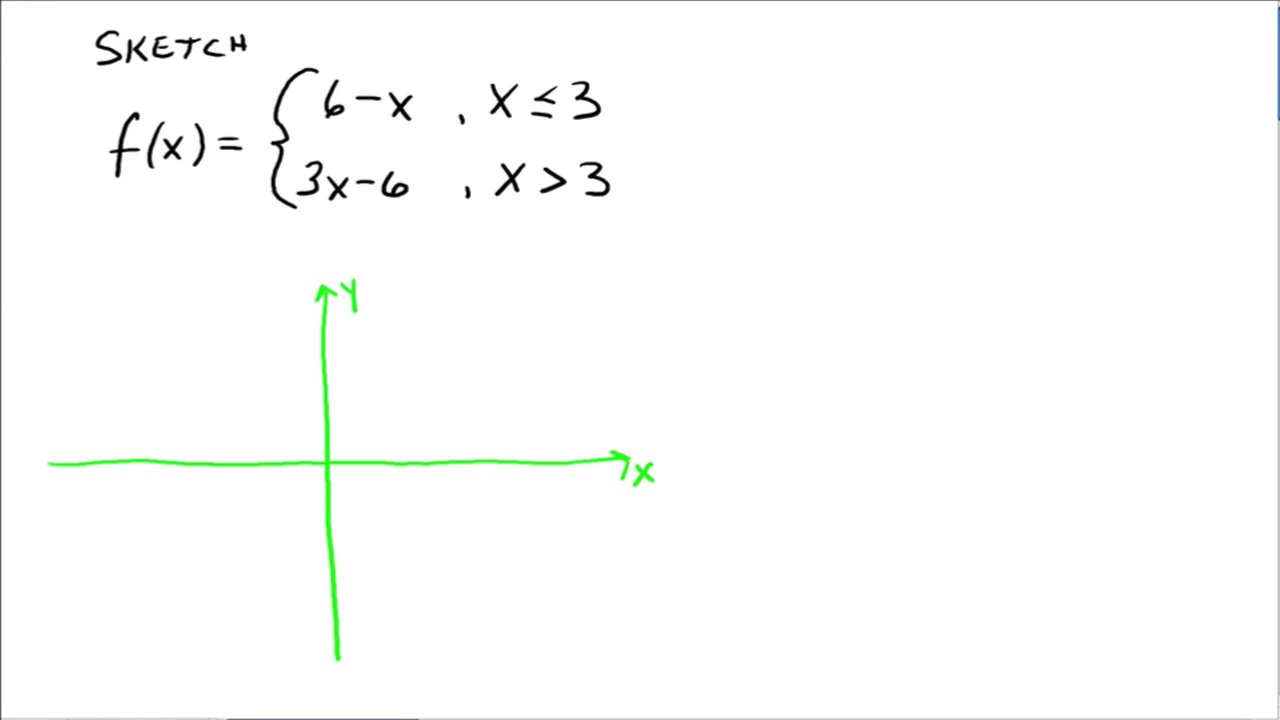 SKETCH
f(x) = { 6-x , x ≤ 3
3x-6 , x > 3
y
x